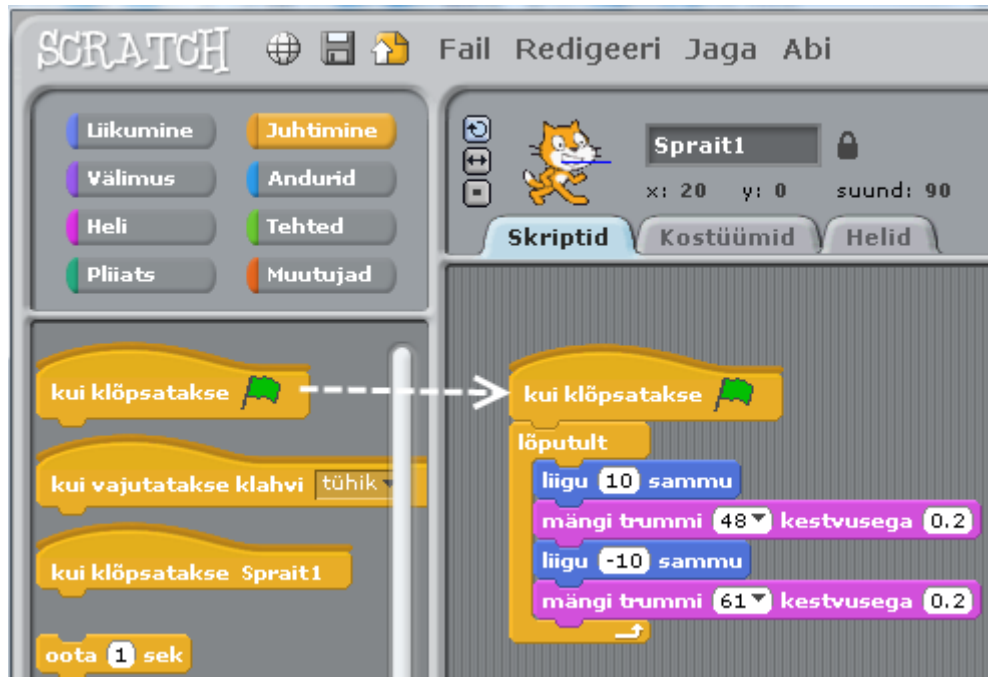 SCRATCH Fail Redigeeri Jaga Abi
Liikumine Juhtimine
Välimus Andurid
Heli Tehted
Pliiats Muutujad
Sprait1
x: 20 y: 0 suund: 90
Skriptid Kostüümid Helid
kui klõpsatakse
kui vajutatakse klahvi tühik
kui klõpsatakse Sprait1
oota 1 sek
kui klõpsatakse
lõputult
liigu 10 sammu
mängi trummi 48 kestvusega 0.2
liigu -10 sammu
mängi trummi 61 kestvusega 0.2